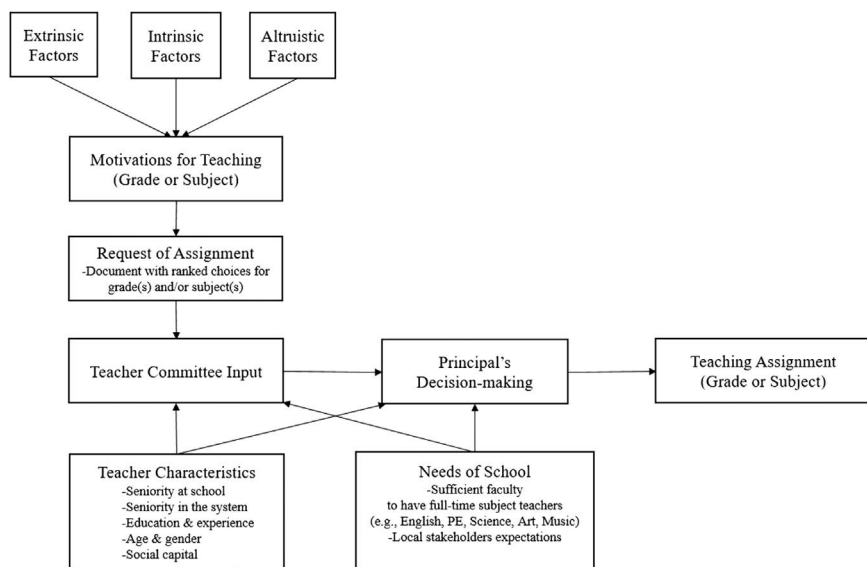 Extrinsic
Factors
Intrinsic
Factors
Altruistic
Factors
Motivations for Teaching
(Grade or Subject)
Request of Assignment
-Document with ranked choices for
grade(s) and/or subject(s)
Teacher Committee Input
Principal's
Decision-making
Teaching Assignment
(Grade or Subject)
Teacher Characteristics
-Seniority at school
-Seniority in the system
-Education & experience
-Age & gender
-Social capital
Needs of School
-Sufficient faculty
to have full-time subject teachers
(e.g., English, PE, Science, Art, Music)
-Local stakeholders expectations